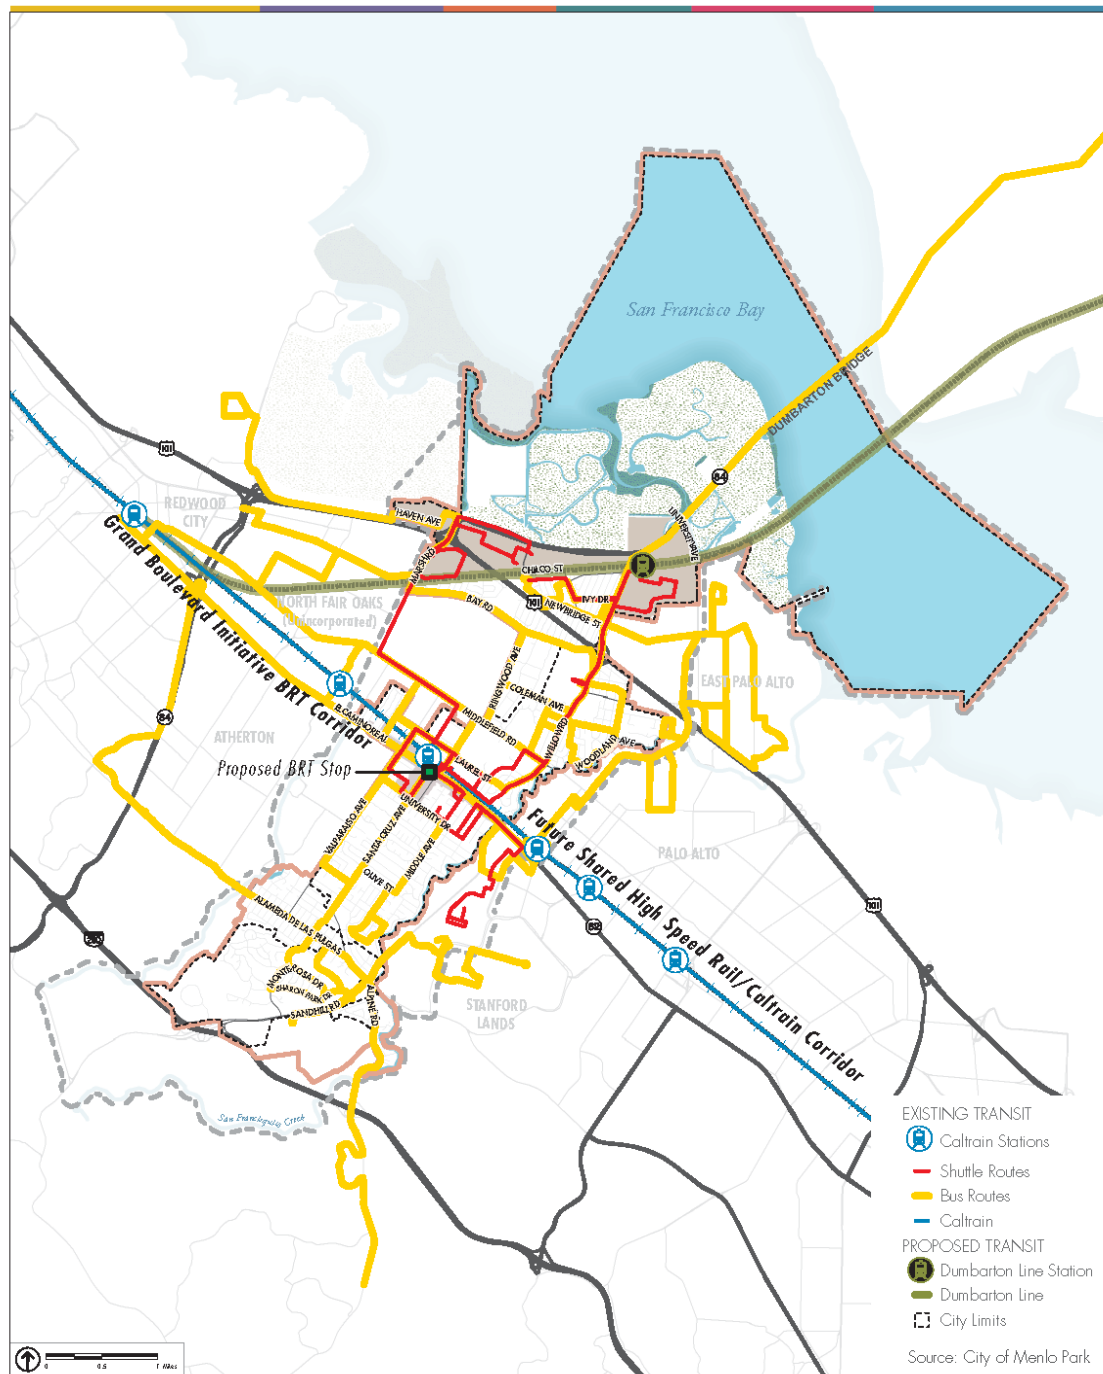 San Francisco Bay
DUMBARTON BRIDGE
84
101
REDWOOD
CITY
HAVEN AVE
UNIVERSITY AVE
MARSH RD
CHILCO ST
Grand Boulevard Initiative BRT Corridor
NORTH FAIR OAKS
(Unincorporated)
BAY RD
101
IVY DR
NEWBRIDGE ST
RINGWOOD AVE
COLEMAN AVE
EAST PALO ALTO
84
EL CAMINO REAL
MIDDLEFIELD RD
WILLOW RD
WOODLAND AVE
ATHERTON
Proposed BRT Stop
LAUREL ST
UNIVERSITY DR
VALPARAISO AVE
SANTA CRUZ AVE
MIDDLE AVE
OLIVE ST
Future Shared High Speed Rail/Caltrain Corridor
PALO ALTO
101
82
ALAMEDA DE LAS PULGAS
MONTE ROSA DR
SHARON PARK DR
SAND HILL RD
ALPINE RD
STANFORD
LANDS
San Francisquito Creek
EXISTING TRANSIT
Caltrain Stations
Shuttle Routes
Bus Routes
Caltrain
PROPOSED TRANSIT
Dumbarton Line Station
Dumbarton Line
City Limits
Source: City of Menlo Park
0 0.5 1 Miles